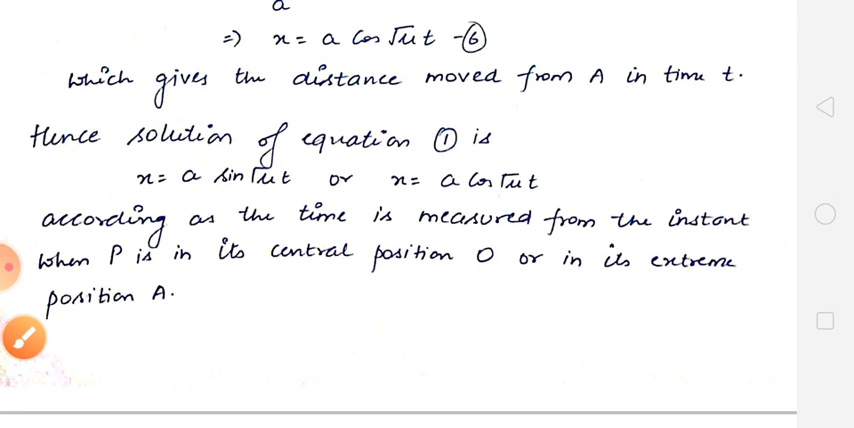 a
=) x = a cos √μ t -⑥
which gives the distance moved from A in time t.
Hence solution of equation ① is
x = a sin √μ t or x = a cos √μ t
according as the time is measured from the instant
when P is in its central position O or in its extreme
position A.